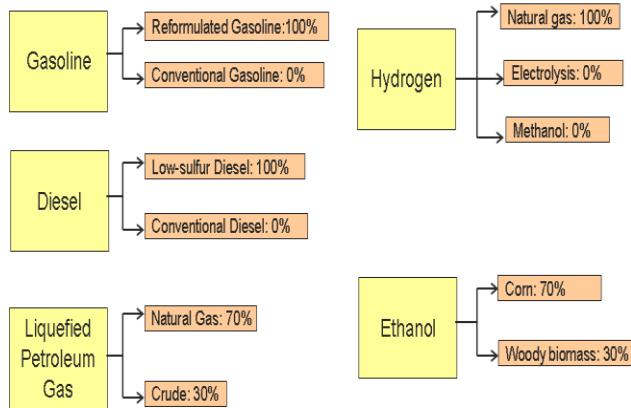 Gasoline
Reformulated Gasoline:100%
Conventional Gasoline: 0%
Hydrogen
Natural gas: 100%
Electrolysis: 0%
Methanol: 0%
Diesel
Low-sulfur Diesel: 100%
Conventional Diesel: 0%
Liquefied
Petroleum
Gas
Natural Gas: 70%
Crude: 30%
Ethanol
Corn: 70%
Woody biomass: 30%